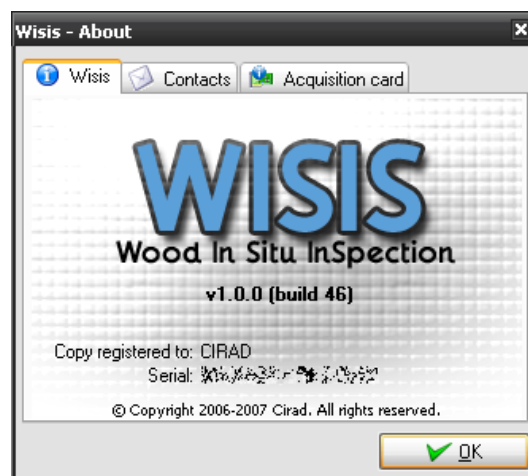 Wisis - About
Wisis Contacts Acquisition card
WISIS
Wood In Situ InSpection
v1.0.0 (build 46)
Copy registered to: CIRAD
Serial:
© Copyright 2006-2007 Cirad. All rights reserved.
OK